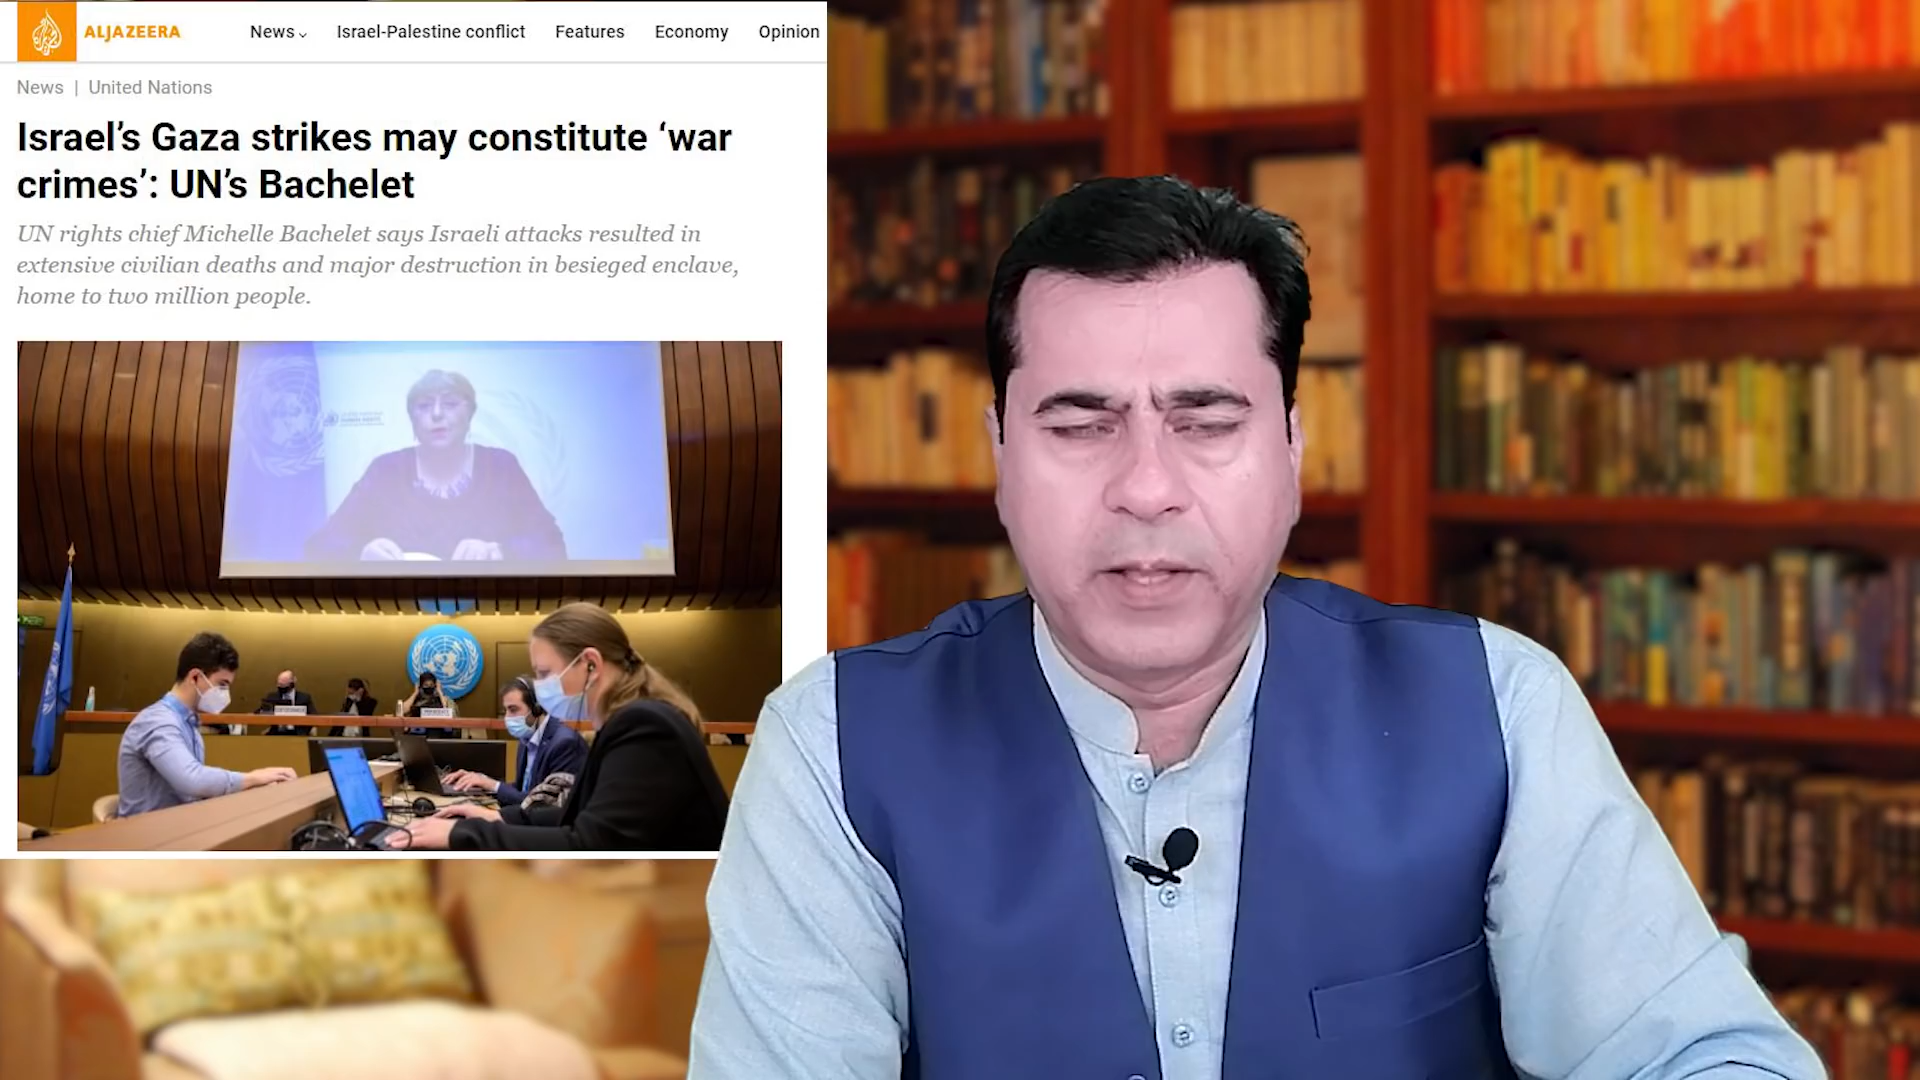 ALJAZEERA
News Israel-Palestine conflict Features Economy Opinion
News | United Nations
Israel’s Gaza strikes may constitute ‘war
crimes’: UN’s Bachelet
UN rights chief Michelle Bachelet says Israeli attacks resulted in
extensive civilian deaths and major destruction in besieged enclave,
home to two million people.